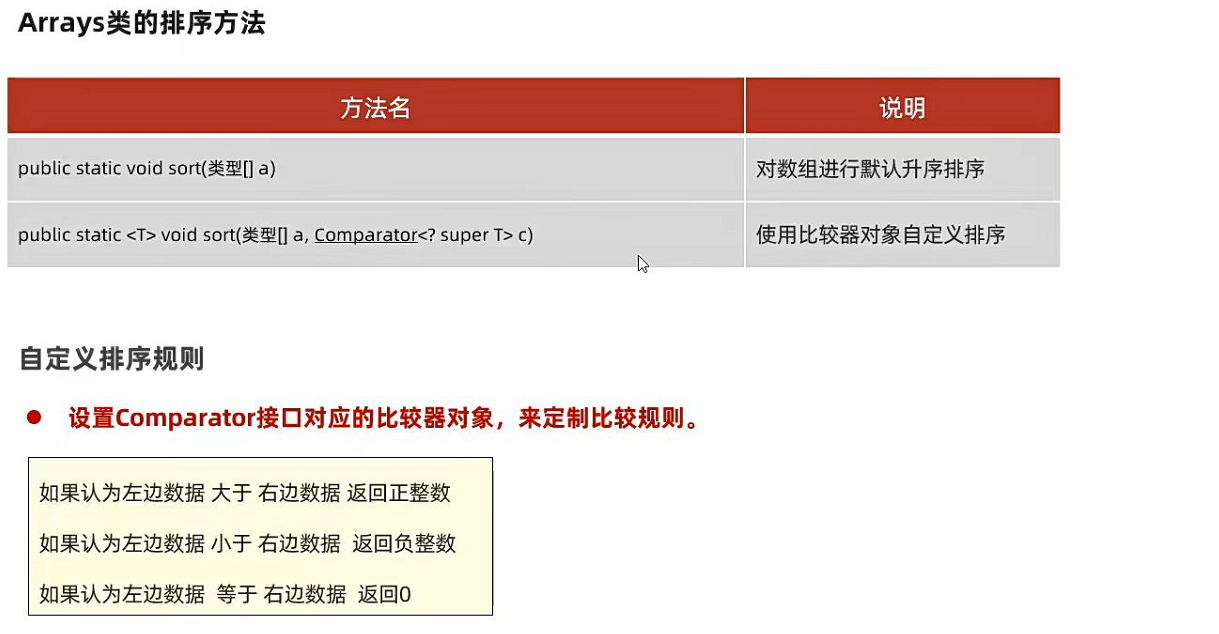 Arrays类的排序方法
方法名 说明
public static void sort(类型[] a) 对数组进行默认升序排序
public static <T> void sort(类型[] a, Comparator<? super T> c) 使用比较器对象自定义排序
自定义排序规则
设置Comparator接口对应的比较器对象，来定制比较规则。
如果认为左边数据 大于 右边数据 返回正整数
如果认为左边数据 小于 右边数据 返回负整数
如果认为左边数据 等于 右边数据 返回0